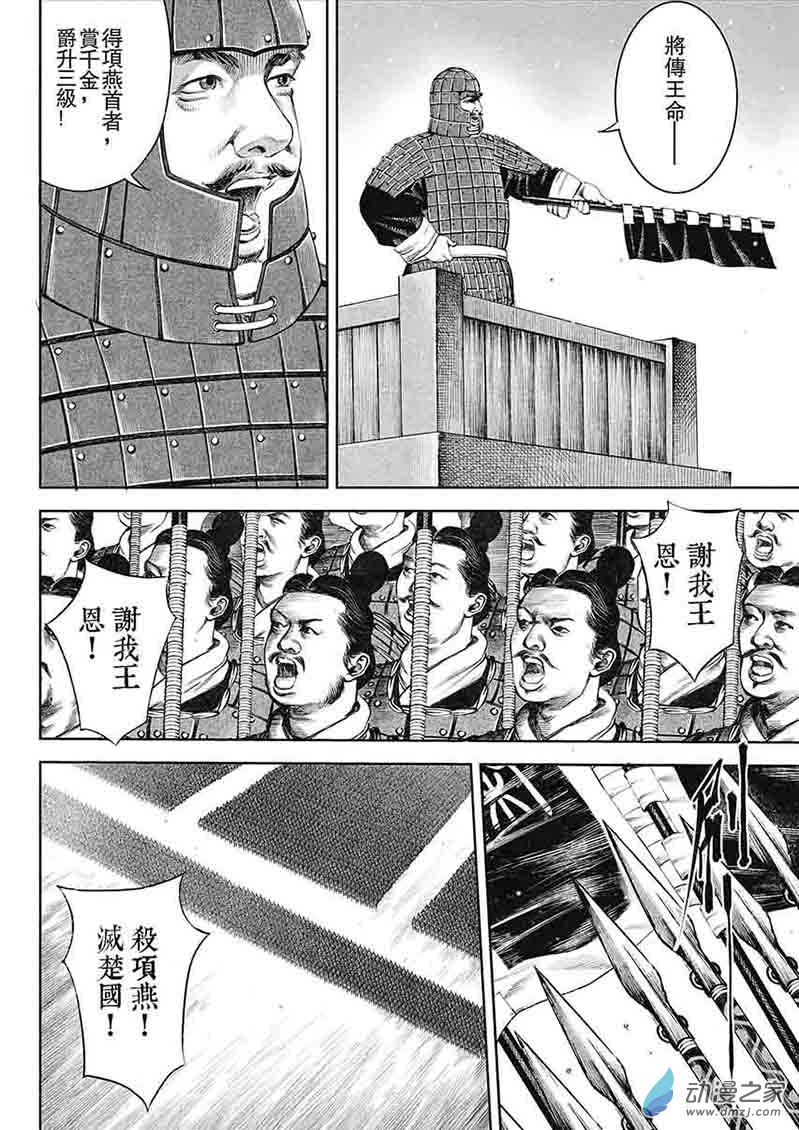 將傳王命──
得項燕首者，
賞千金，
爵升三級！
謝我王
恩！
謝我王
恩！
殺項燕！
滅楚國！
动漫之家
www.dmzj.com